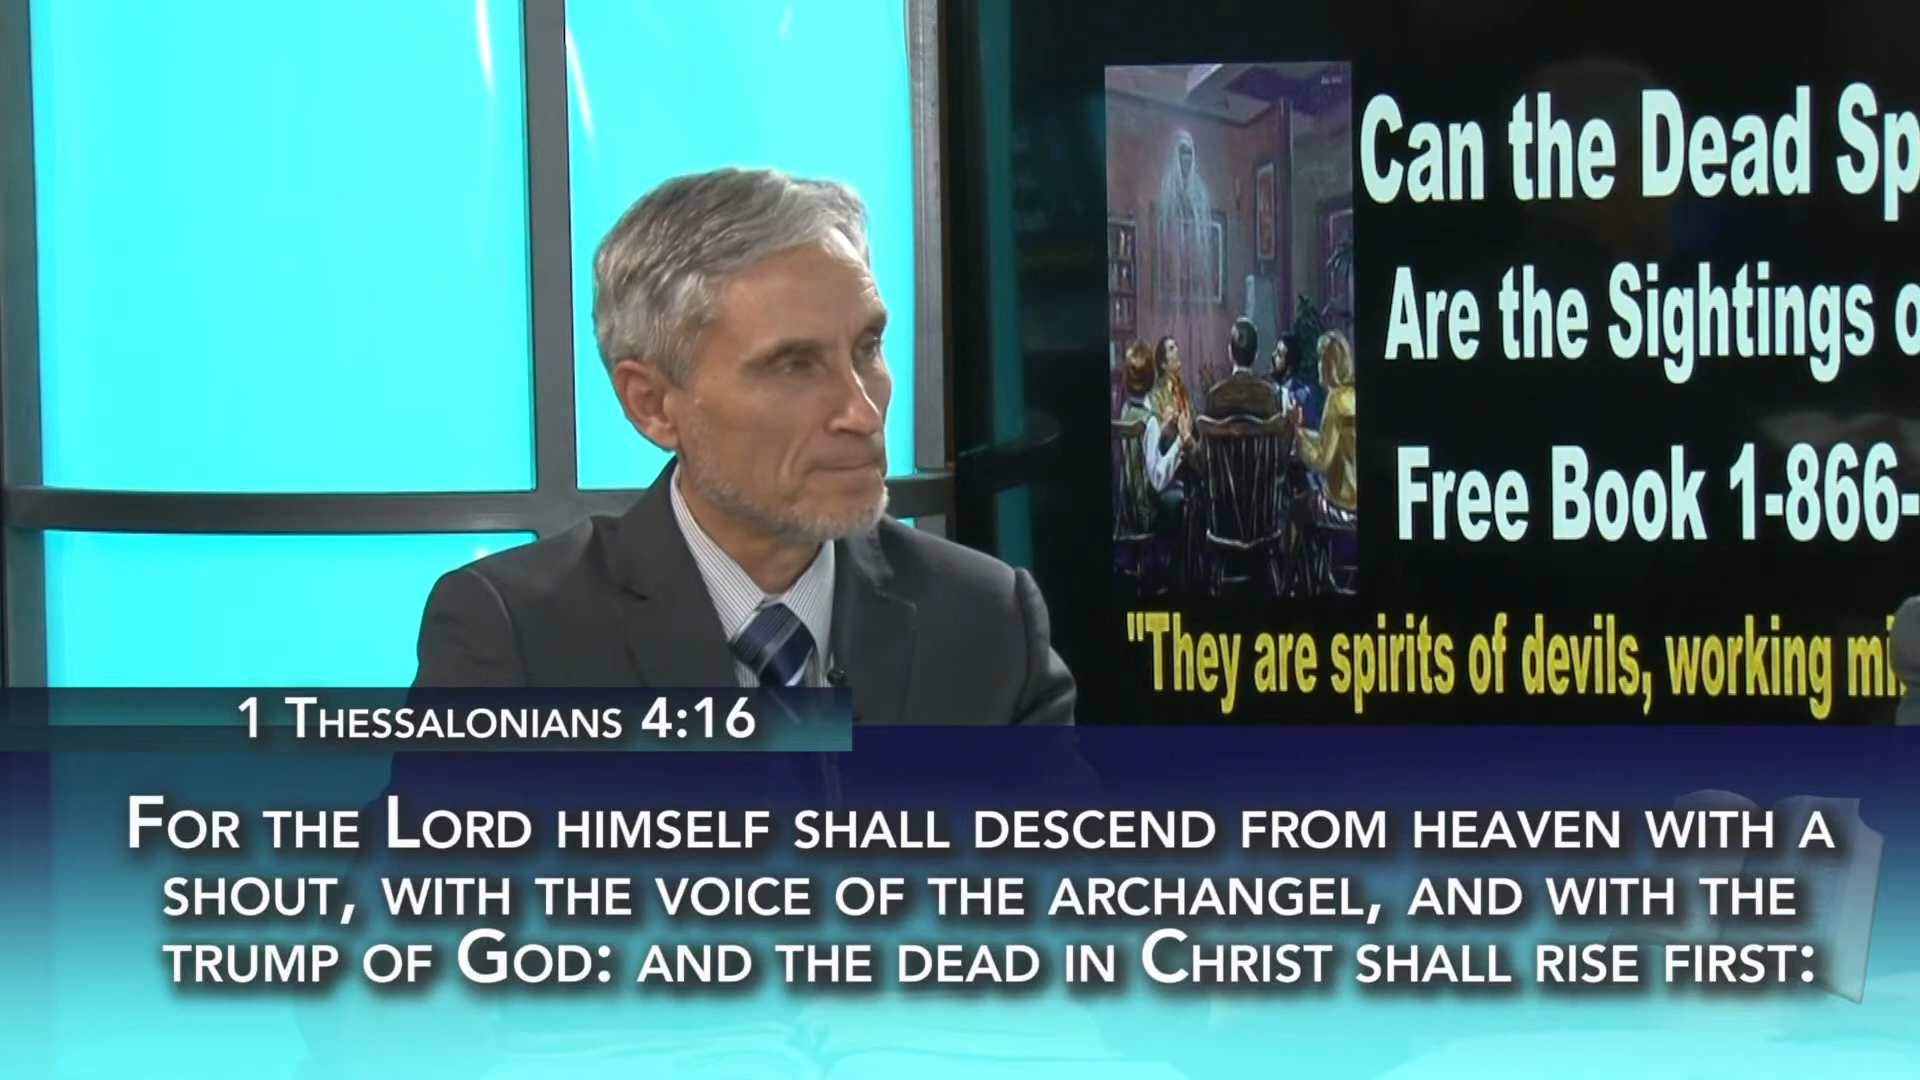 Can the Dead Sp
Are the Sightings o
Free Book 1-866-
"They are spirits of devils, working mi
1 Thessalonians 4:16
For the Lord himself shall descend from heaven with a
shout, with the voice of the archangel, and with the
trump of God: and the dead in Christ shall rise first: